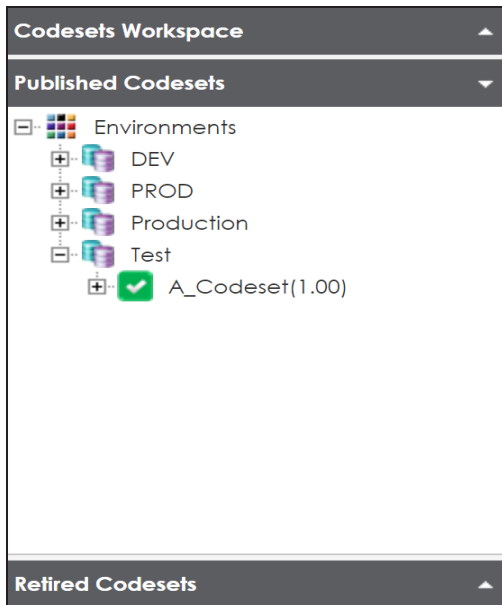 Codesets Workspace
Published Codesets
Environments
DEV
PROD
Production
Test
A_Codeset(1.00)
Retired Codesets